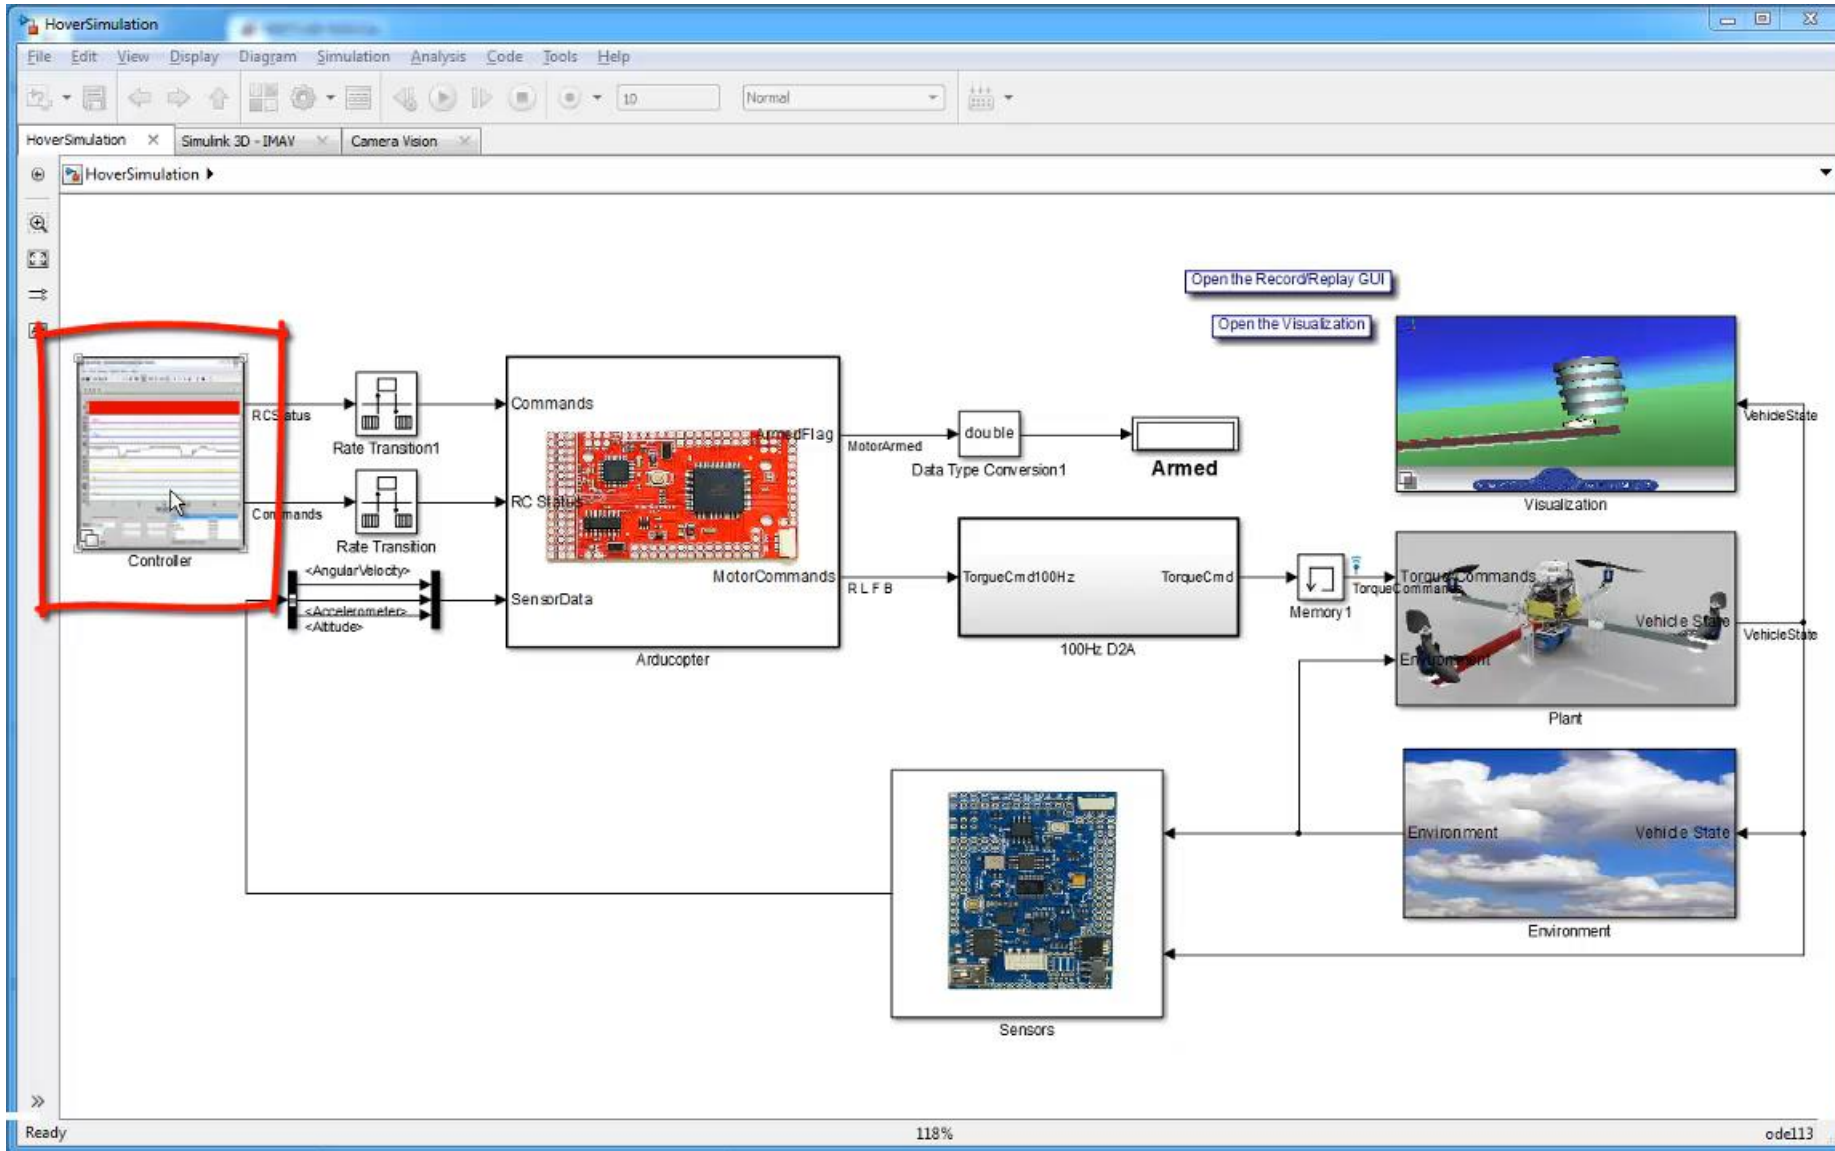 HoverSimulation
File Edit View Display Diagram Simulation Analysis Code Tools Help
10
Normal
HoverSimulation
Simulink 3D - IMAV
Camera Vision
HoverSimulation
Open the Record/Replay GUI
Open the Visualization
Controller
RCStatus
Commands
Rate Transition1
Rate Transition
<AngularVelocity>
<Accelerometer>
<Altitude>
Commands
RC Status
SensorData
ArmedFlag
MotorCommands
Arducopter
MotorArmed
R L F B
double
Data Type Conversion1
Armed
TorqueCmd100Hz
TorqueCmd
100Hz D2A
Memory1
TorqueCommands
Visualization
VehicleState
Torque Commands
Vehicle State
Environment
Plant
VehicleState
Environment
Vehicle State
Environment
Sensors
Ready
118%
ode113